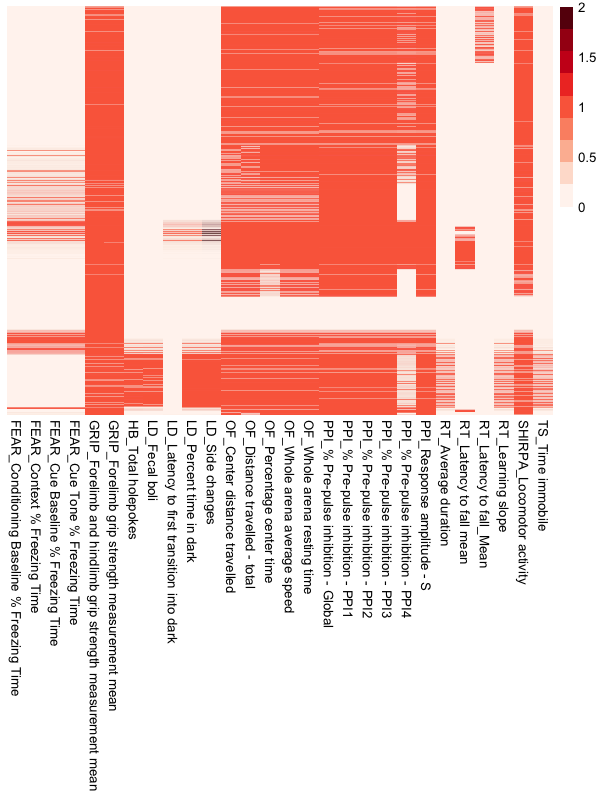 2
1.5
1
0.5
0
FEAR_Conditioning Baseline % Freezing Time
FEAR_Context % Freezing Time
FEAR_Cue Baseline % Freezing Time
FEAR_Cue Tone % Freezing Time
GRIP_Forelimb and hindlimb grip strength measurement mean
GRIP_Forelimb grip strength measurement mean
HB_Total holepokes
LD_Fecal boli
LD_Latency to first transition into dark
LD_Percent time in dark
LD_Side changes
OF_Center distance travelled
OF_Distance travelled - total
OF_Percentage center time
OF_Whole arena average speed
OF_Whole arena resting time
PPI_% Pre-pulse inhibition - Global
PPI_% Pre-pulse inhibition - PPI1
PPI_% Pre-pulse inhibition - PPI2
PPI_% Pre-pulse inhibition - PPI3
PPI_% Pre-pulse inhibition - PPI4
PPI_Response amplitude - S
RT_Average duration
RT_Latency to fall mean
RT_Latency to fall_Mean
RT_Learning slope
SHIRPA_Locomotor activity
TS_Time immobile